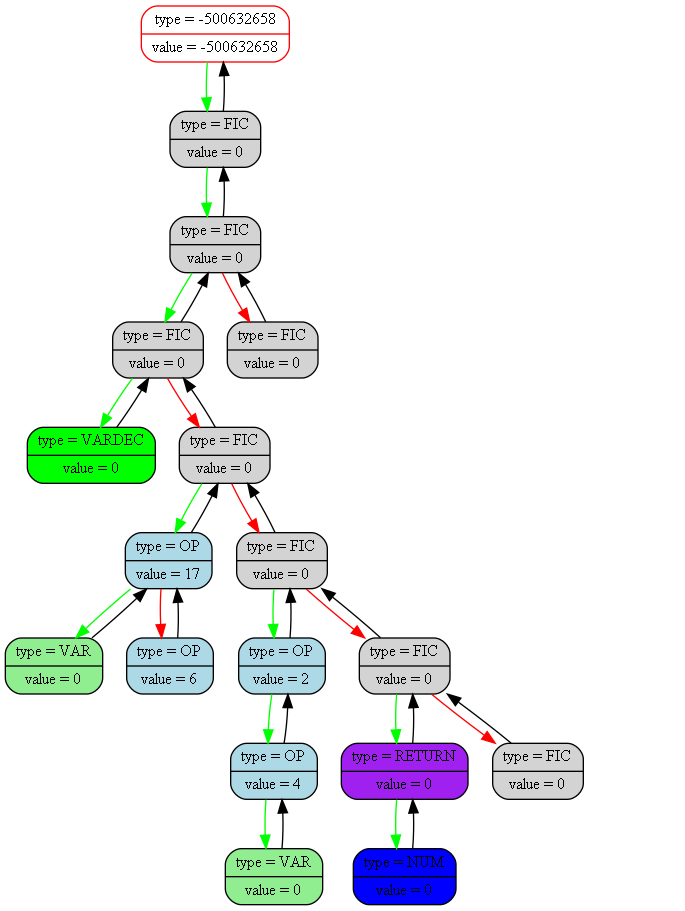 type = -500632658
value = -500632658
type = FIC
value = 0
type = FIC
value = 0
type = FIC
value = 0
type = FIC
value = 0
type = VARDEC
value = 0
type = FIC
value = 0
type = OP
value = 17
type = FIC
value = 0
type = VAR
value = 0
type = OP
value = 6
type = OP
value = 2
type = FIC
value = 0
type = OP
value = 4
type = RETURN
value = 0
type = FIC
value = 0
type = VAR
value = 0
type = NUM
value = 0